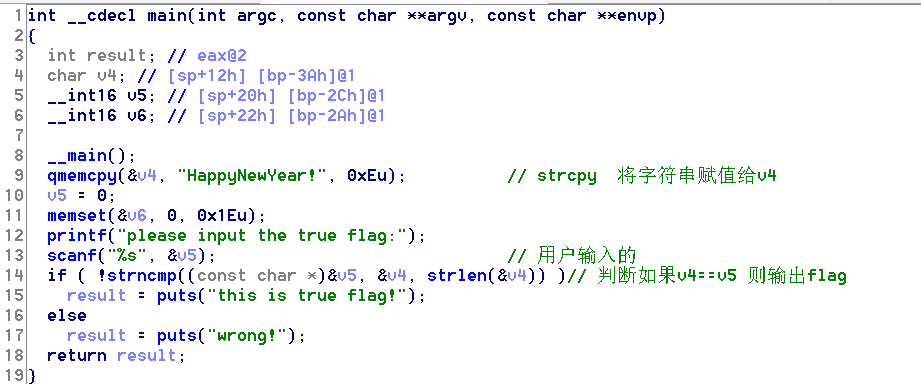 1 int __cdecl main(int argc, const char **argv, const char **envp)
2 {
3 int result; // eax@2
4 char v4; // [sp+12h] [bp-3Ah]@1
5 __int16 v5; // [sp+20h] [bp-2Ch]@1
6 __int16 v6; // [sp+22h] [bp-2Ah]@1
7
8 __main();
9 qmemcpy(&v4, "HappyNewYear!", 0xEu); // strcpy 将字符串赋值给v4
10 v5 = 0;
11 memset(&v6, 0, 0x1Eu);
12 printf("please input the true flag:");
13 scanf("%s", &v5); // 用户输入的
14 if ( !strncmp((const char *)&v5, &v4, strlen(&v4)) )// 判断如果v4==v5 则输出flag
15 result = puts("this is true flag!");
16 else
17 result = puts("wrong!");
18 return result;
19 }